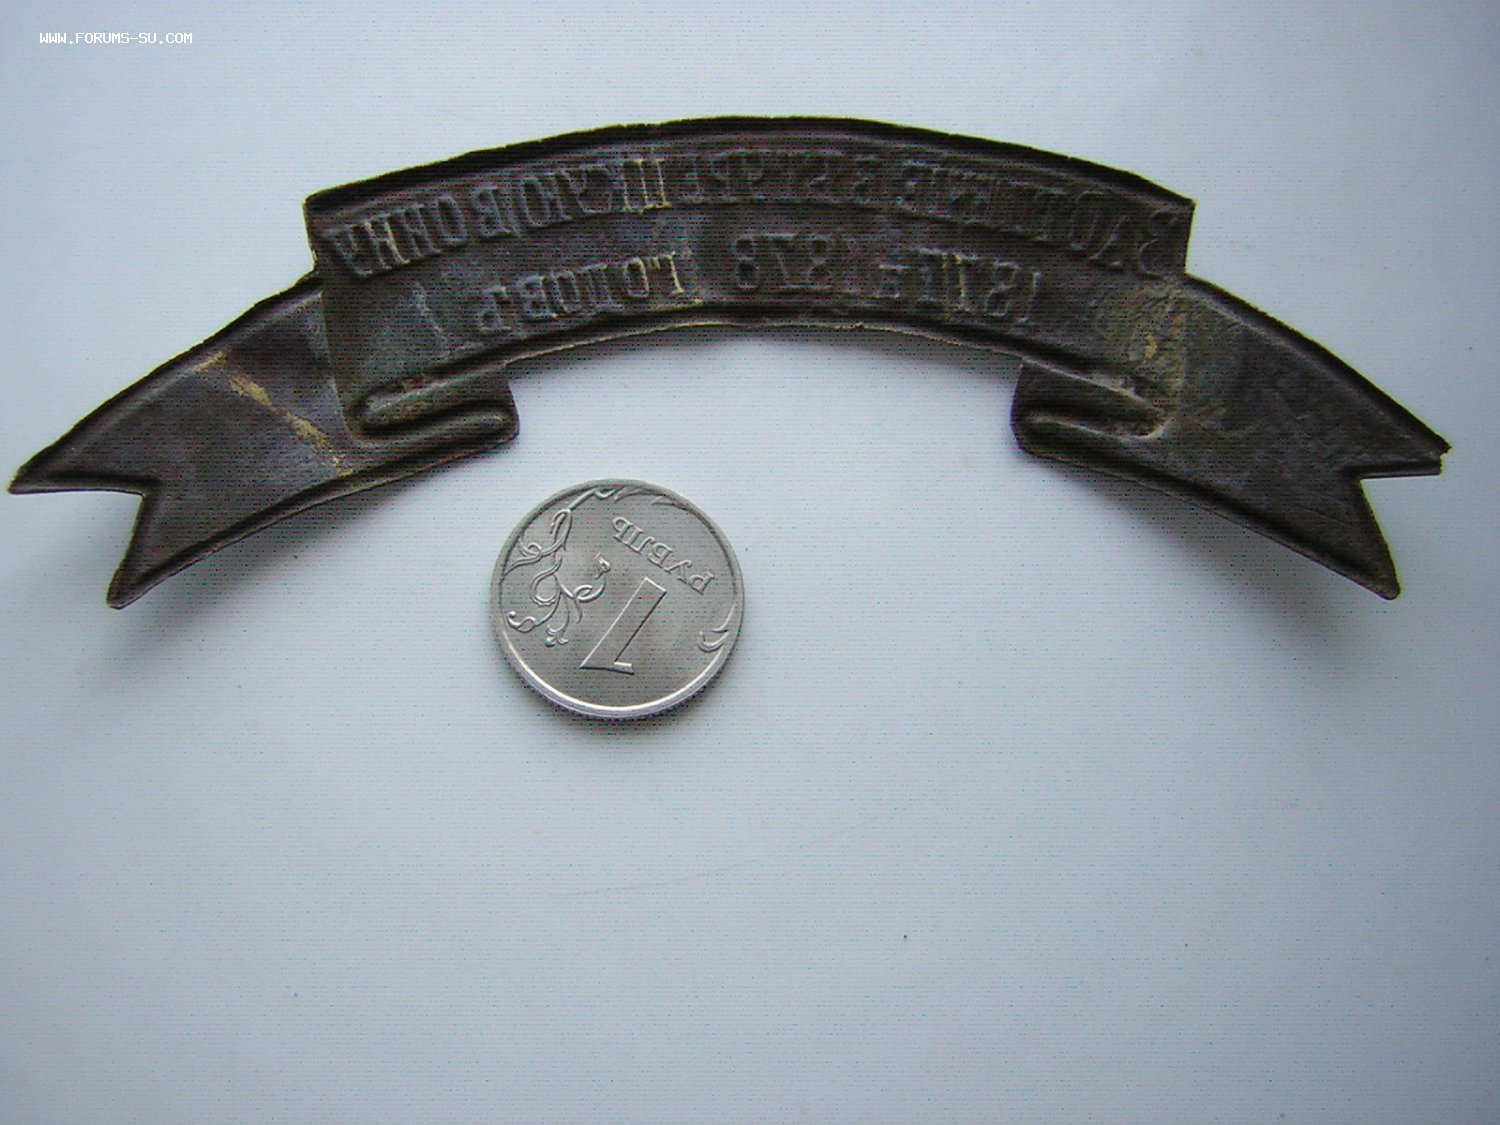 WWW.FORUMS-SU.COM
ЗА ОТЛИЧІЕ ВЪ ТУРЕЦКУЮ ВОЙНУ
1877 и 1878 ГОДОВЪ
1
РУБЛЬ